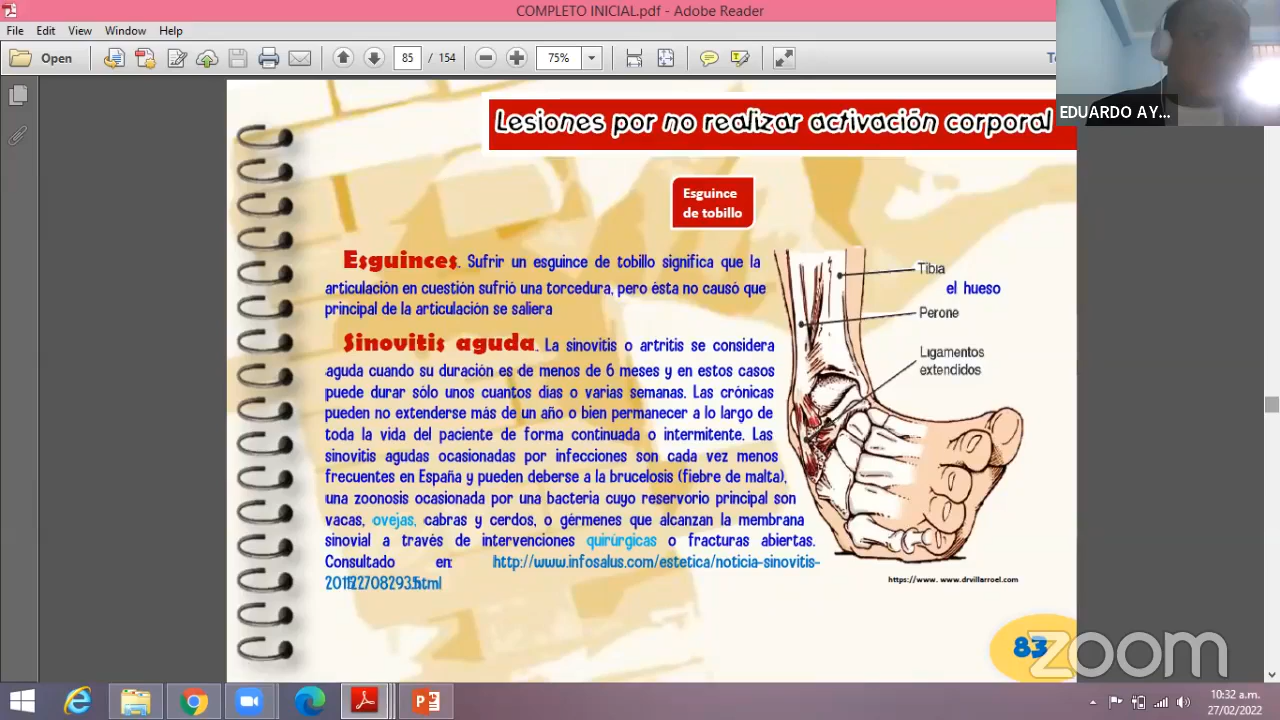 COMPLETO INICIAL.pdf - Adobe Reader
File Edit View Window Help
Open 85 / 154 75%
EDUARDO AY...
Lesiones por no realizar activación corporal
Esguince
de tobillo
Esguinces. Sufrir un esguince de tobillo significa que la
articulación en cuestión sufrió una torcedura, pero ésta no causó que el hueso
principal de la articulación se saliera
Sinovitis aguda. La sinovitis o artritis se considera
aguda cuando su duración es de menos de 6 meses y en estos casos
puede durar sólo unos cuantos días o varias semanas. Las crónicas
pueden no extenderse más de un año o bien permanecer a lo largo de
toda la vida del paciente de forma continuada o intermitente. Las
sinovitis agudas ocasionadas por infecciones son cada vez menos
frecuentes en España y pueden deberse a la brucelosis (fiebre de malta),
una zoonosis ocasionada por una bacteria cuyo reservorio principal son
vacas, ovejas, cabras y cerdos, o gérmenes que alcanzan la membrana
sinovial a través de intervenciones quirúrgicas o fracturas abiertas.
Consultado en: http://www.infosalus.com/estetica/noticia-sinovitis-
Tibia
Perone
Ligamentos
extendidos
https://www. www.drvillarroel.com
83
zoom
10:32 a.m.
27/02/2022